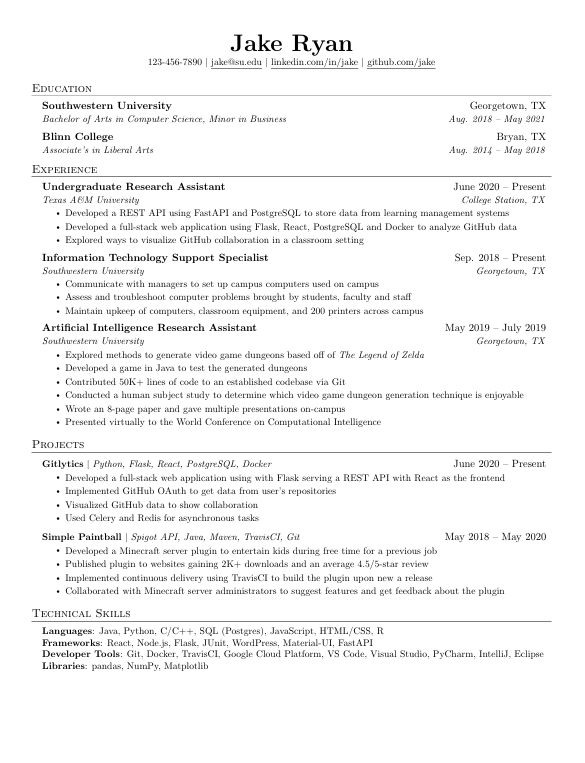 Jake Ryan
123-456-7890 | jake@su.edu | linkedin.com/in/jake | github.com/jake
Education
Southwestern University Georgetown, TX
Bachelor of Arts in Computer Science, Minor in Business Aug. 2018 – May 2021
Blinn College Bryan, TX
Associate's in Liberal Arts Aug. 2014 – May 2018
Experience
Undergraduate Research Assistant June 2020 – Present
Texas A&M University College Station, TX
• Developed a REST API using FastAPI and PostgreSQL to store data from learning management systems
• Developed a full-stack web application using Flask, React, PostgreSQL and Docker to analyze GitHub data
• Explored ways to visualize GitHub collaboration in a classroom setting
Information Technology Support Specialist Sep. 2018 – Present
Southwestern University Georgetown, TX
• Communicate with managers to set up campus computers used on campus
• Assess and troubleshoot computer problems brought by students, faculty and staff
• Maintain upkeep of computers, classroom equipment, and 200 printers across campus
Artificial Intelligence Research Assistant May 2019 – July 2019
Southwestern University Georgetown, TX
• Explored methods to generate video game dungeons based off of The Legend of Zelda
• Developed a game in Java to test the generated dungeons
• Contributed 50K+ lines of code to an established codebase via Git
• Conducted a human subject study to determine which video game dungeon generation technique is enjoyable
• Wrote an 8-page paper and gave multiple presentations on-campus
• Presented virtually to the World Conference on Computational Intelligence
Projects
Gitlytics | Python, Flask, React, PostgreSQL, Docker June 2020 – Present
• Developed a full-stack web application using with Flask serving a REST API with React as the frontend
• Implemented GitHub OAuth to get data from user's repositories
• Visualized GitHub data to show collaboration
• Used Celery and Redis for asynchronous tasks
Simple Paintball | Spigot API, Java, Maven, TravisCI, Git May 2018 – May 2020
• Developed a Minecraft server plugin to entertain kids during free time for a previous job
• Published plugin to websites gaining 2K+ downloads and an average 4.5/5-star review
• Implemented continuous delivery using TravisCI to build the plugin upon new a release
• Collaborated with Minecraft server administrators to suggest features and get feedback about the plugin
Technical Skills
Languages: Java, Python, C/C++, SQL (Postgres), JavaScript, HTML/CSS, R
Frameworks: React, Node.js, Flask, JUnit, WordPress, Material-UI, FastAPI
Developer Tools: Git, Docker, TravisCI, Google Cloud Platform, VS Code, Visual Studio, PyCharm, IntelliJ, Eclipse
Libraries: pandas, NumPy, Matplotlib